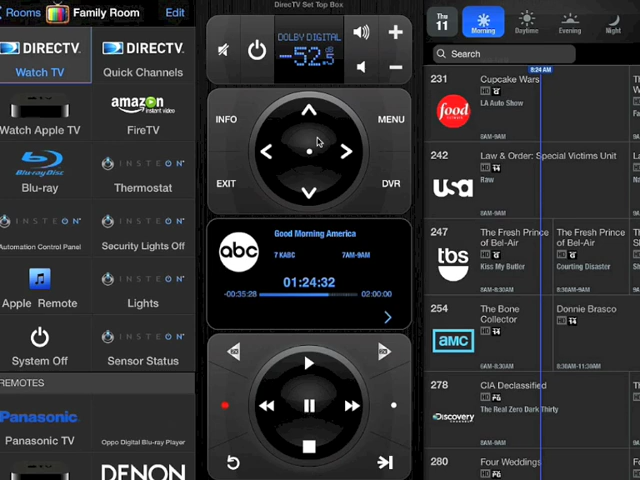 Rooms
Family Room
Edit
DIRECTV
DIRECTV
Watch TV
Quick Channels
amazon
instant video
Watch Apple TV
FireTV
Blu-ray Disc
INSTEON
Blu-ray
Thermostat
INSTEON
INSTEON
Automation Control Panel
Security Lights Off
INSTEON
Apple Remote
Lights
INSTEON
System Off
Sensor Status
REMOTES
Panasonic
Panasonic TV
Oppo Digital Blu-ray Player
DENON
DirecTV Set Top Box
DOLBY DIGITAL
-52.5
INFO
MENU
EXIT
DVR
abc
Good Morning America
7 KABC
7AM-9AM
01:24:32
-00:35:28
02:00:00
Thu
11
Morning
Daytime
Evening
Night
Search
8:24 AM
231
food
Cupcake Wars
LA Auto Show
8AM-9AM
242
usa
Law & Order: Special Victims Unit
Raw
8AM-9AM
247
tbs
The Fresh Prince
of Bel-Air
Kiss My Butler
8AM-8:30AM
The Fresh Prince
of Bel-Air
Courting Disaster
8:30AM-9AM
254
amc
The Bone
Collector
6AM-8:30AM
Donnie Brasco
8:30AM-11:30AM
278
Discovery
CIA Declassified
The Real Zero Dark Thirty
8AM-9AM
280
Four Weddings